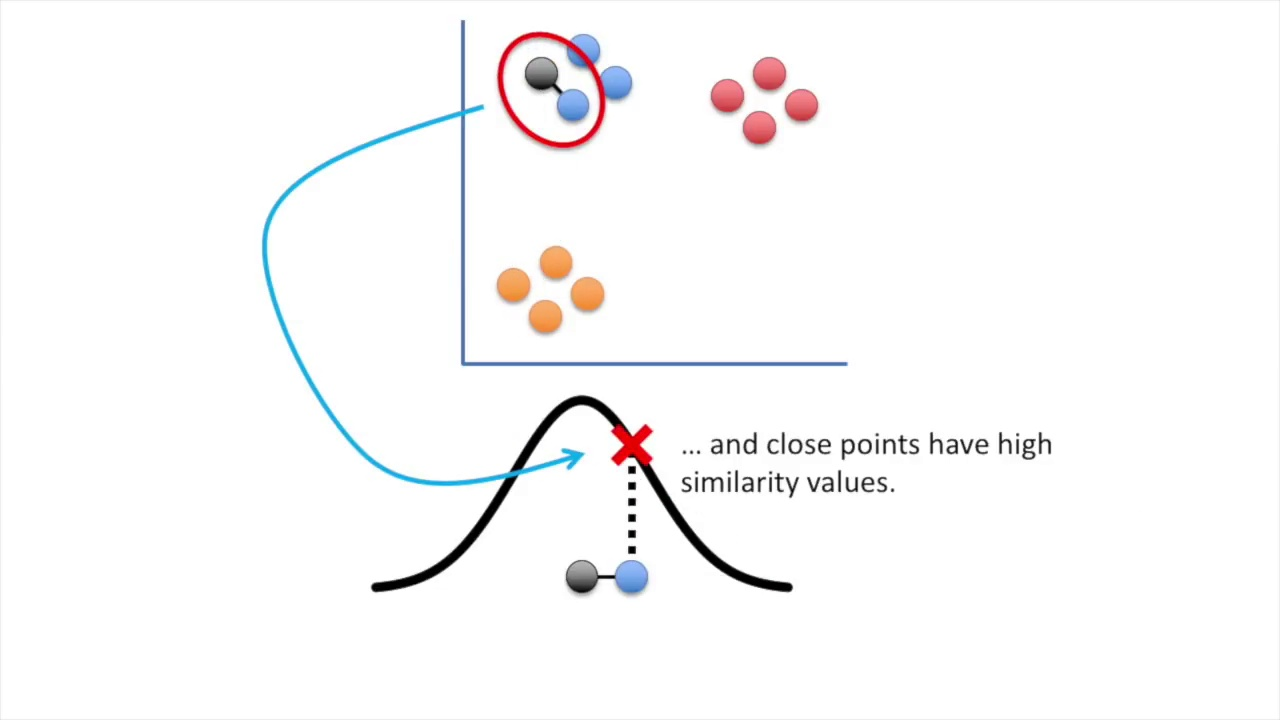 ... and close points have high
similarity values.